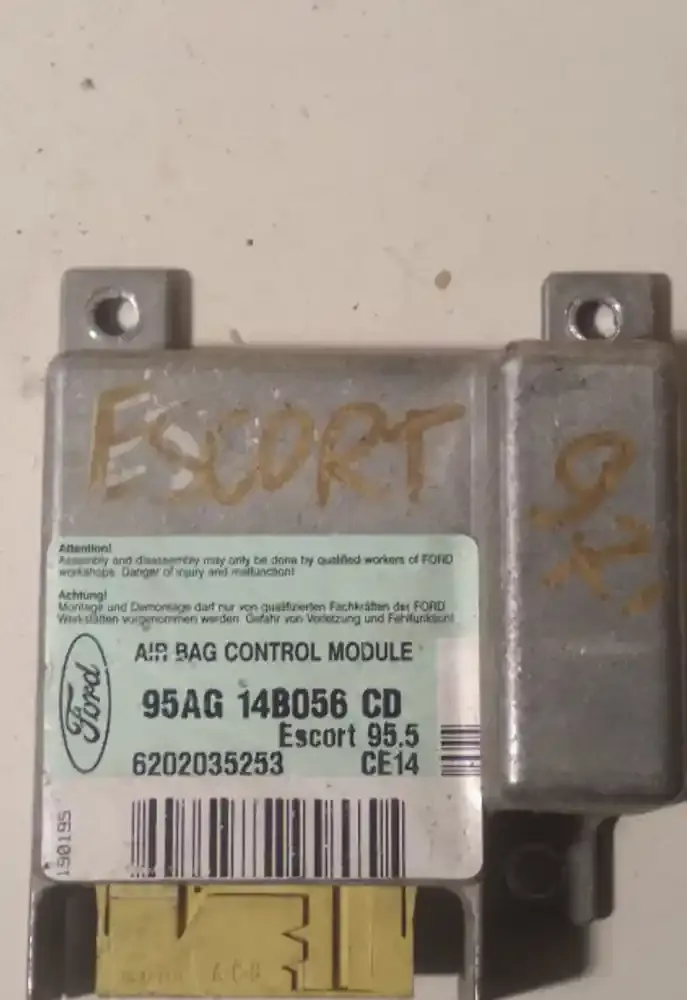 ESCORT
97.
Attention!
Assembly and disassembly may only be done by qualified workers of FORD
workshops. Danger of injury and malfunction!
Achtung!
Montage und Demontage darf nur von qualifizierten Fachkräften der FORD
Werkstätten vorgenommen werden. Gefahr von Verletzung und Fehlfunktion!
Ford
AIR BAG CONTROL MODULE
95AG 14B056 CD
Escort 95.5
6202035253 CE14
190195